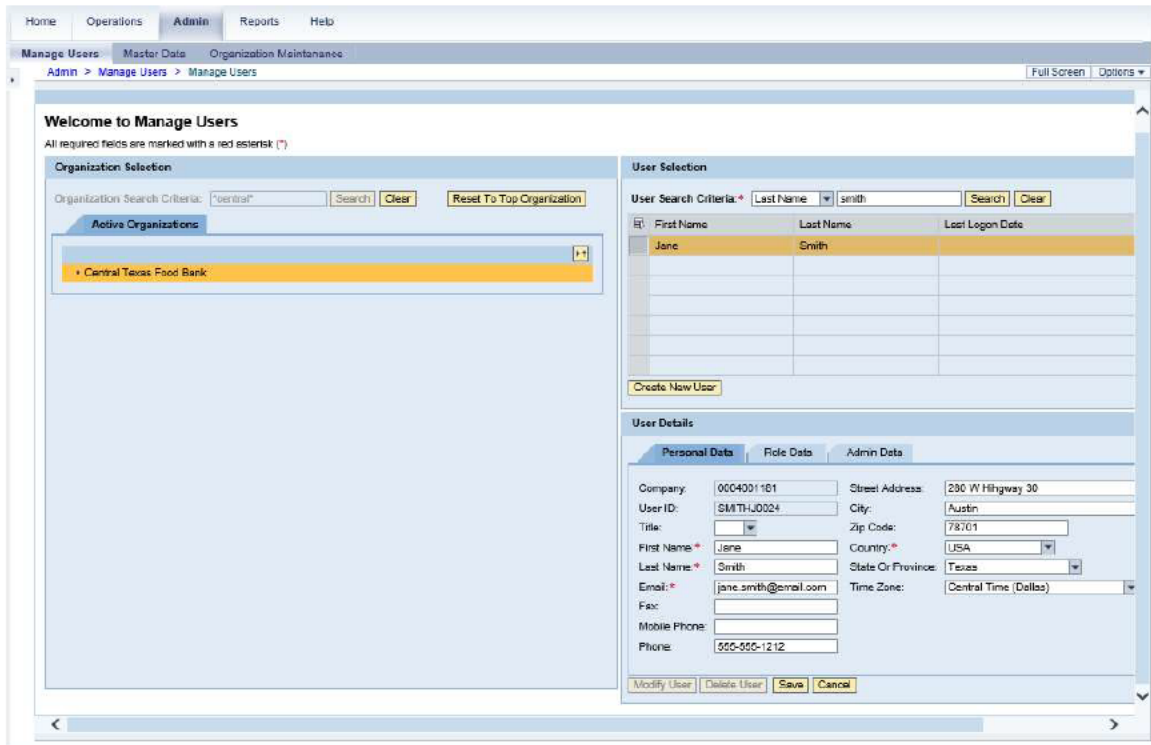 Home Operations Admin Reports Help
Manage Users Master Data Organization Maintenance
Admin > Manage Users > Manage Users
Full Screen Options
Welcome to Manage Users
All required fields are marked with a red asterisk (*)
Organization Selection
Organization Search Criteria: *central* Search Clear Reset To Top Organization
Active Organizations
Central Texas Food Bank
User Selection
User Search Criteria:* Last Name smith Search Clear
First Name Last Name Last Logon Date
Jane Smith
Create New User
User Details
Personal Data Role Data Admin Data
Company: 0004001181 Street Address: 280 W Hihgway 30
User ID: SMITHJ0024 City: Austin
Title: Zip Code: 78701
First Name:* Jane Country:* USA
Last Name:* Smith State Or Province: Texas
Email:* jane.smith@email.com Time Zone: Central Time (Dallas)
Fax:
Mobile Phone:
Phone: 555-555-1212
Modify User Delete User Save Cancel